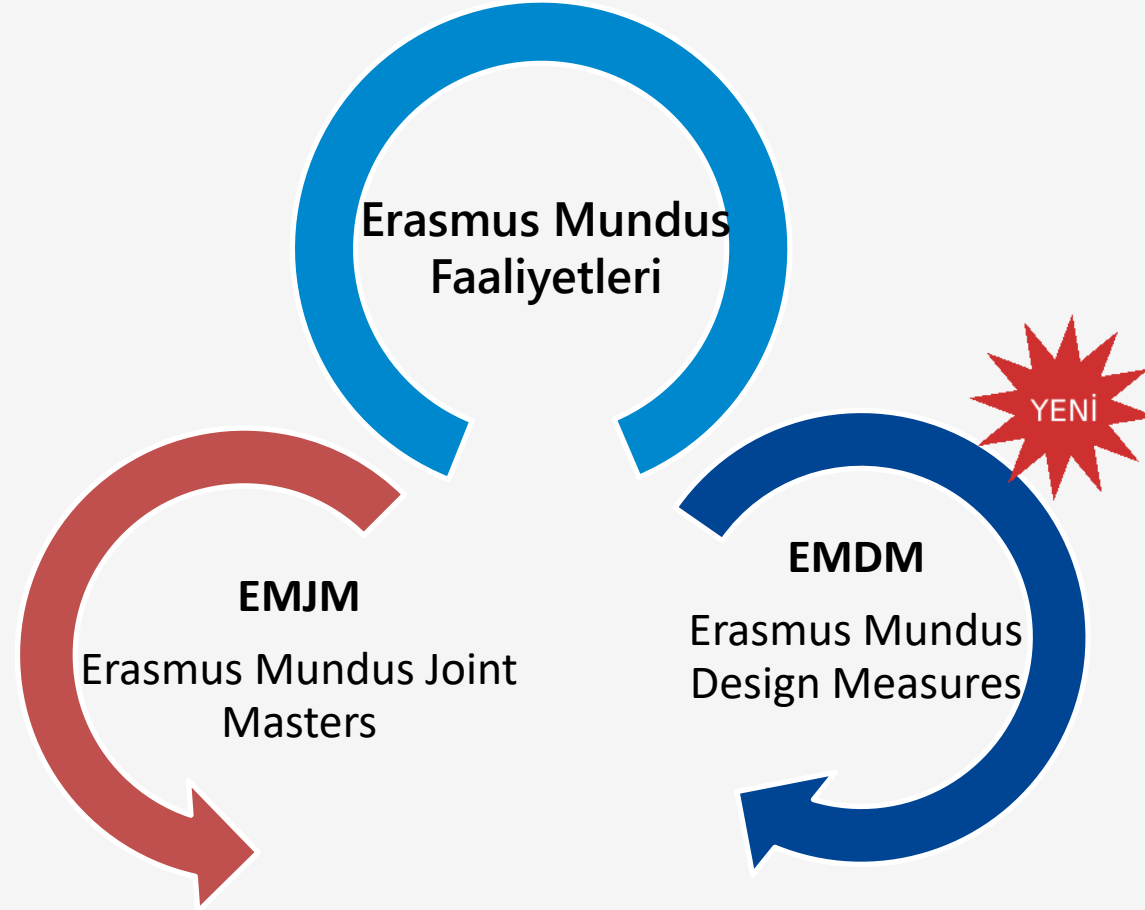 Erasmus Mundus
Faaliyetleri
YENİ
EMJM
Erasmus Mundus Joint
Masters
EMDM
Erasmus Mundus
Design Measures